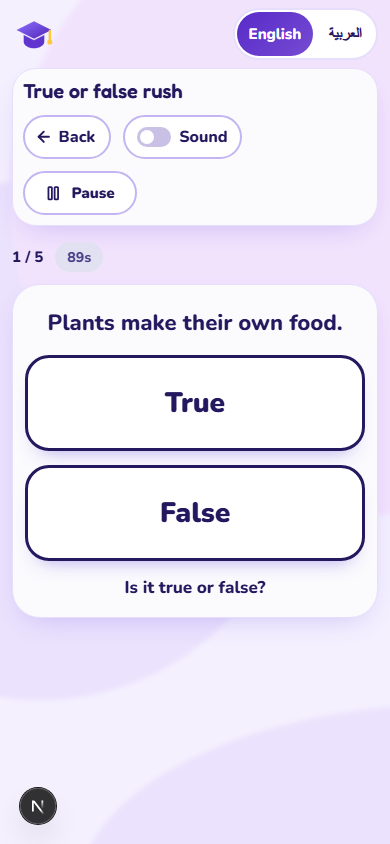 English
العربية
True or false rush
Back
Sound
Pause
1 / 5
89s
Plants make their own food.
True
False
Is it true or false?
N